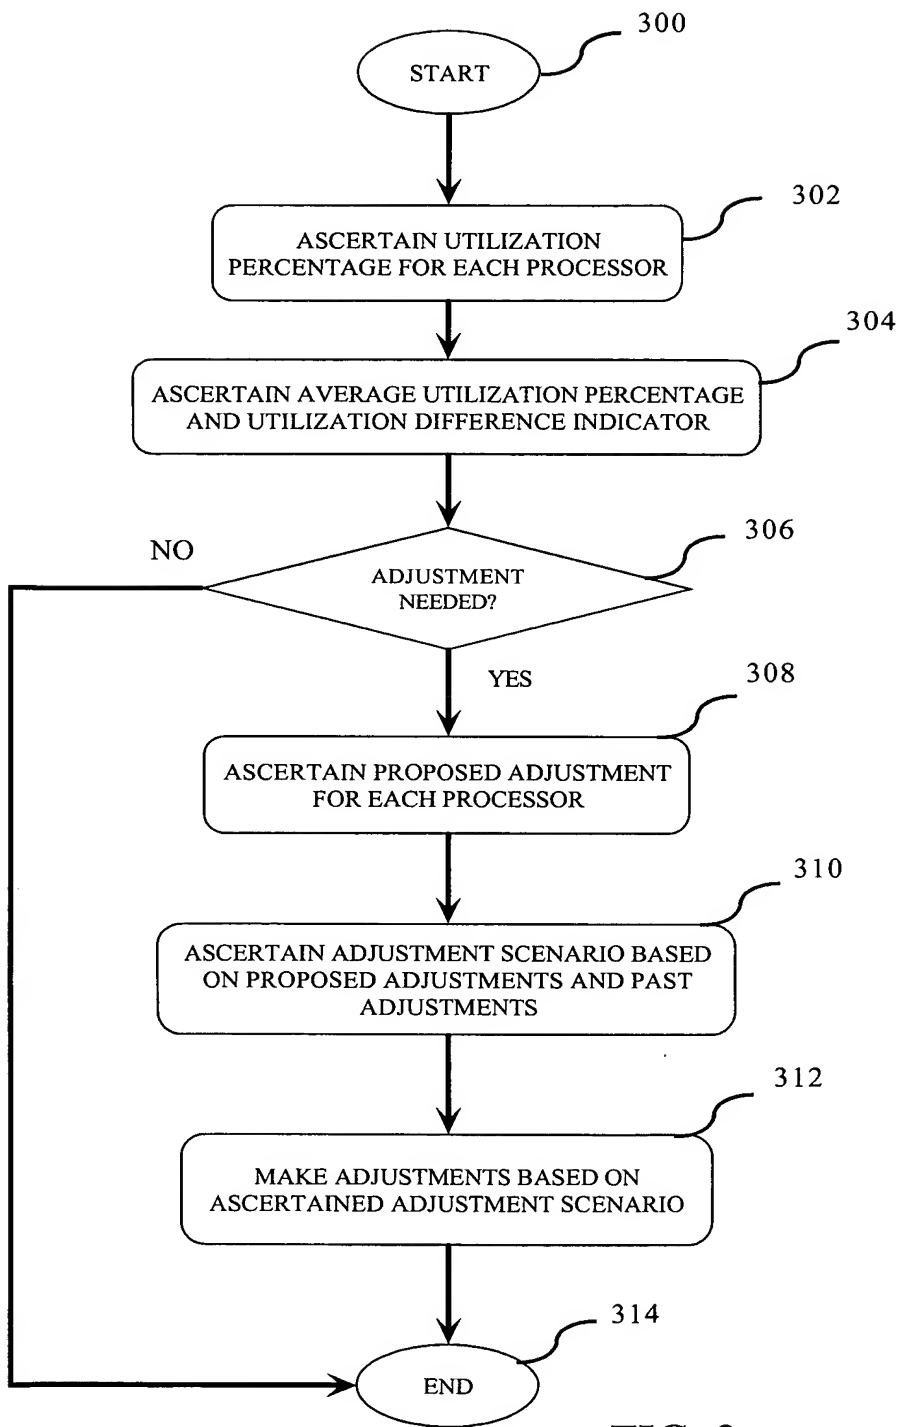 300
START
302
ASCERTAIN UTILIZATION
PERCENTAGE FOR EACH PROCESSOR
304
ASCERTAIN AVERAGE UTILIZATION PERCENTAGE
AND UTILIZATION DIFFERENCE INDICATOR
306
NO
ADJUSTMENT
NEEDED?
YES
308
ASCERTAIN PROPOSED ADJUSTMENT
FOR EACH PROCESSOR
310
ASCERTAIN ADJUSTMENT SCENARIO BASED
ON PROPOSED ADJUSTMENTS AND PAST
ADJUSTMENTS
312
MAKE ADJUSTMENTS BASED ON
ASCERTAINED ADJUSTMENT SCENARIO
314
END